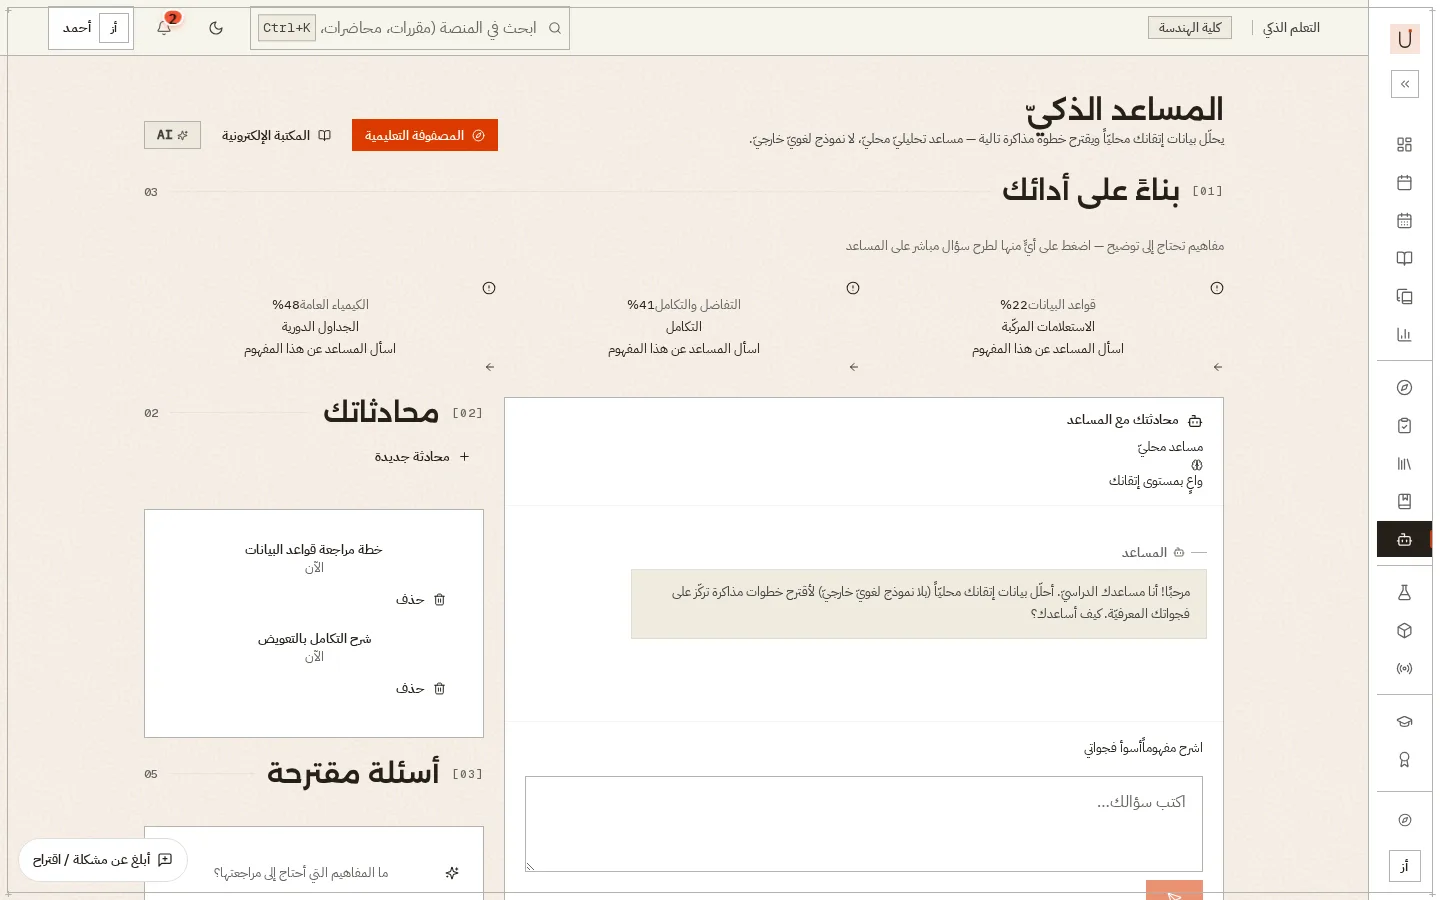 التعلم الذكي
كلية الهندسة
ابحث في المنصة (مقررات، محاضرات،
Ctrl+K
2
أز
أحمد
المساعد الذكيّ
يحلّل بيانات إتقانك محليّاً ويقترح خطوة مذاكرة تالية — مساعد تحليليّ محليّ، لا نموذج لغويّ خارجيّ.
المصفوفة التعليمية
المكتبة الإلكترونية
AI
[01]
بناءً على أدائك
03
مفاهيم تحتاج إلى توضيح — اضغط على أيٍّ منها لطرح سؤال مباشر على المساعد
قواعد البيانات22%
الاستعلامات المركّبة
اسأل المساعد عن هذا المفهوم
التفاضل والتكامل41%
التكامل
اسأل المساعد عن هذا المفهوم
الكيمياء العامة48%
الجداول الدورية
اسأل المساعد عن هذا المفهوم
محادثتك مع المساعد
مساعد محليّ
واعٍ بمستوى إتقانك
المساعد
مرحبًا! أنا مساعدك الدراسيّ. أحلّل بيانات إتقانك محليّاً (بلا نموذج لغويّ خارجيّ) لأقترح خطوات مذاكرة تركّز على
فجواتك المعرفيّة. كيف أساعدك؟
اشرح مفهوماًأسوأ فجواتي
اكتب سؤالك...
[02]
محادثاتك
02
محادثة جديدة
خطة مراجعة قواعد البيانات
الآن
حذف
شرح التكامل بالتعويض
الآن
حذف
[03]
أسئلة مقترحة
05
ما المفاهيم التي أحتاج إلى مراجعتها؟
أبلغ عن مشكلة / اقتراح
أز